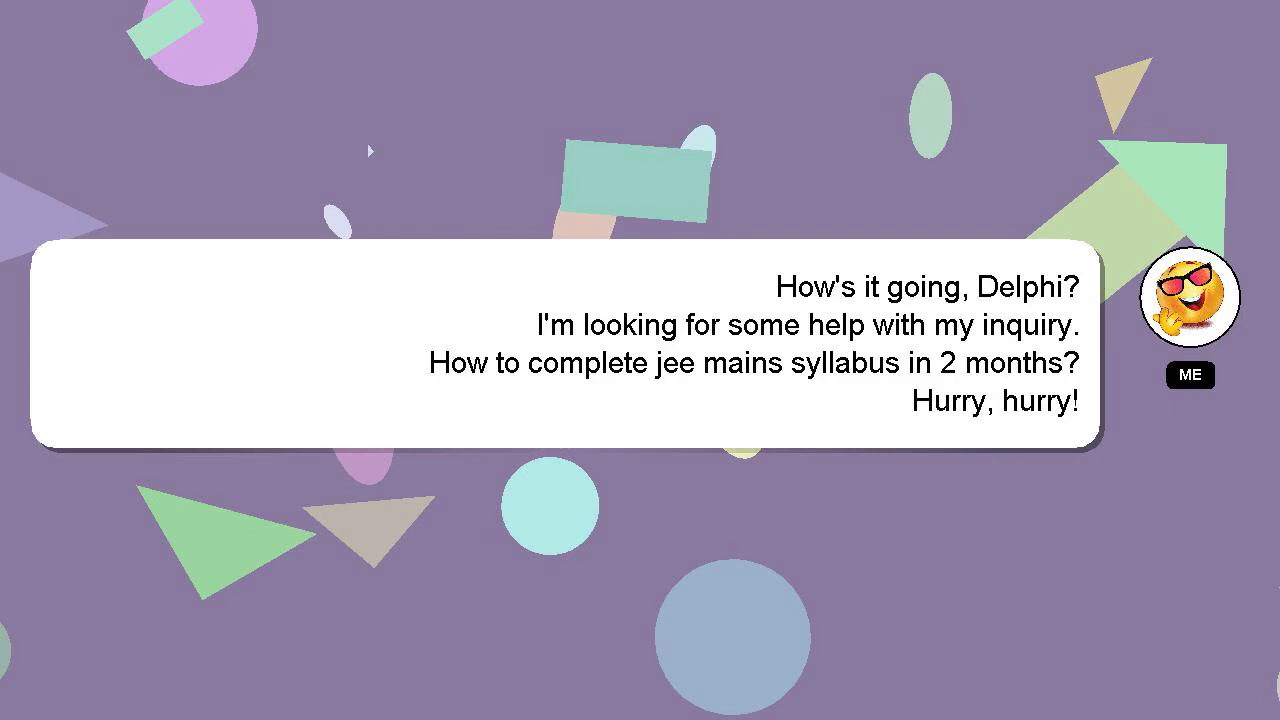 How's it going, Delphi?
I'm looking for some help with my inquiry.
How to complete jee mains syllabus in 2 months?
Hurry, hurry!
ME